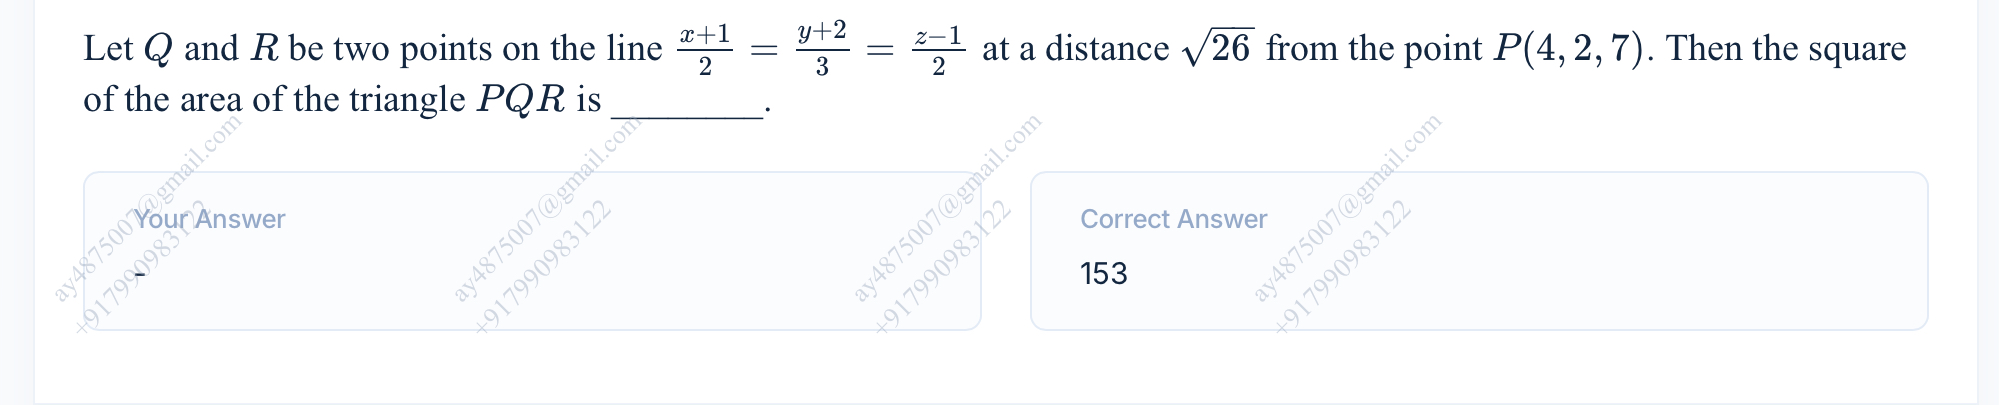 Let Q and R be two points on the line \frac{x+1}{2} = \frac{y+2}{3} = \frac{z-1}{2} at a distance \sqrt{26} from the point P(4, 2, 7). Then the square
of the area of the triangle PQR is ________.
Your Answer
-
Correct Answer
153
ay4875007@gmail.com
+917990983122
ay4875007@gmail.com
+917990983122
ay4875007@gmail.com
+917990983122
ay4875007@gmail.com
+917990983122